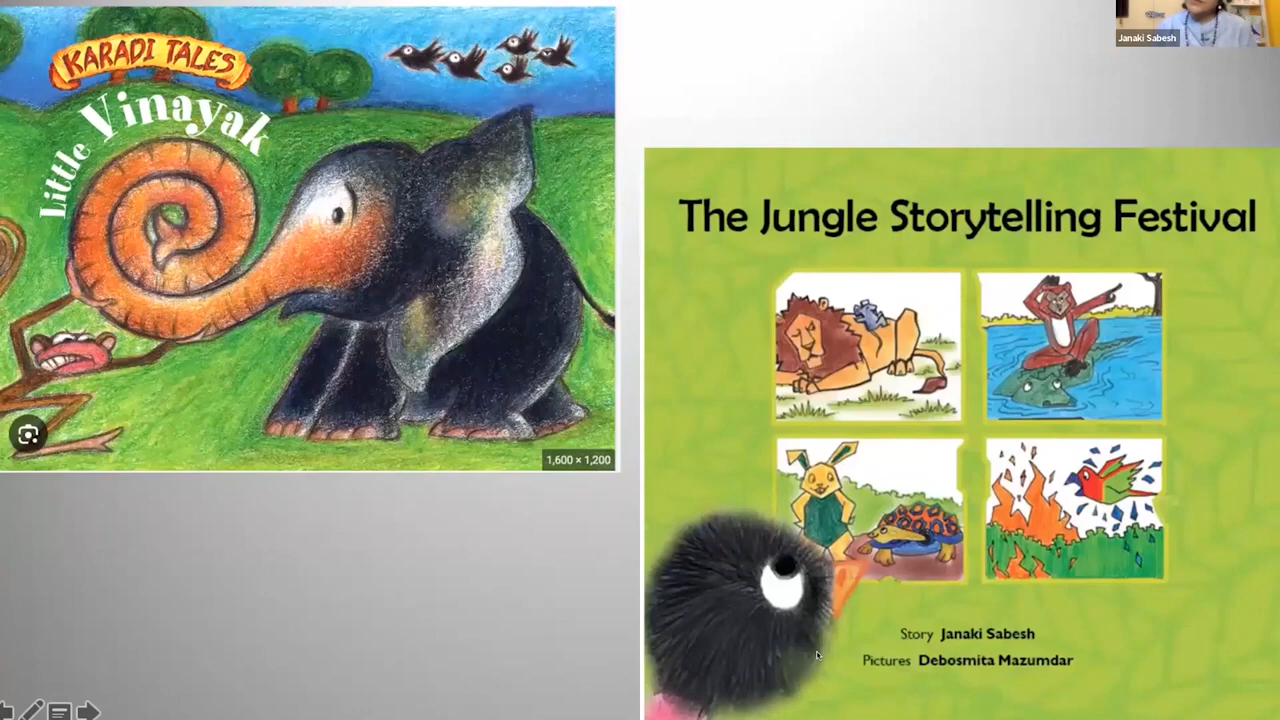 KARADI TALES
Little Vinayak
1,600 × 1,200
Janaki Sabesh
The Jungle Storytelling Festival
Story Janaki Sabesh
Pictures Debosmita Mazumdar